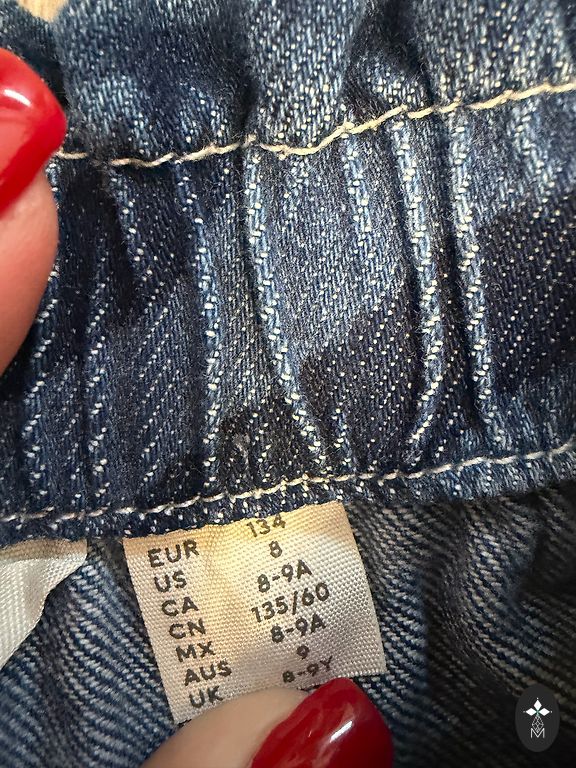 EUR 134
US 8
CA 8-9A
CN 135/60
MX 8-9A
AUS 9
UK 8-9Y
M